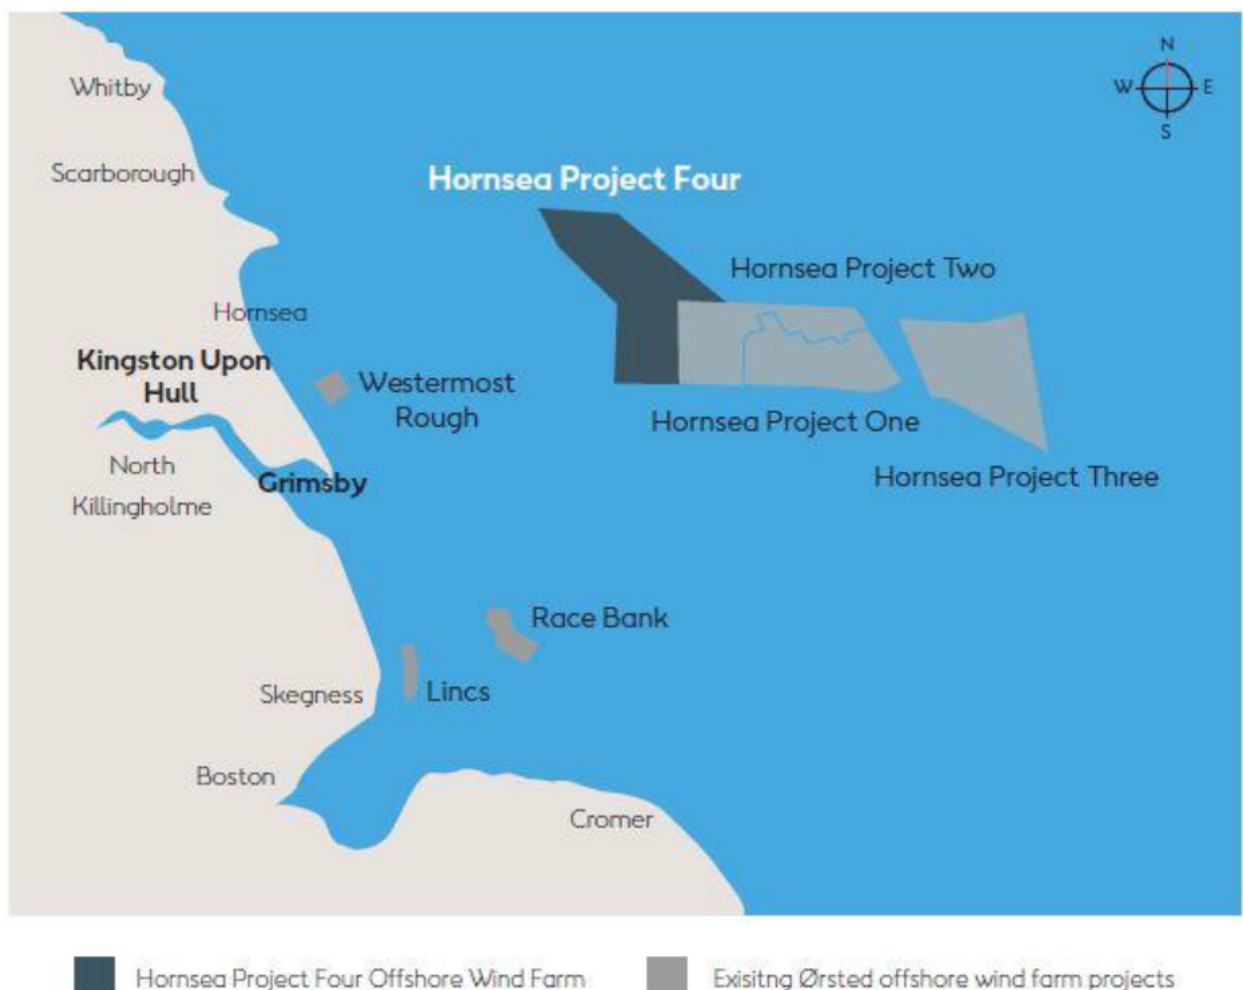 N
W E
S
Whitby
Scarborough
Hornsea Project Four
Hornsea Project Two
Hornsea
Kingston Upon
Hull
Westermost
Rough
Hornsea Project One
North
Killingholme
Grimsby
Hornsea Project Three
Race Bank
Skegness
Lincs
Boston
Cromer
Hornsea Project Four Offshore Wind Farm
Exisitng Ørsted offshore wind farm projects